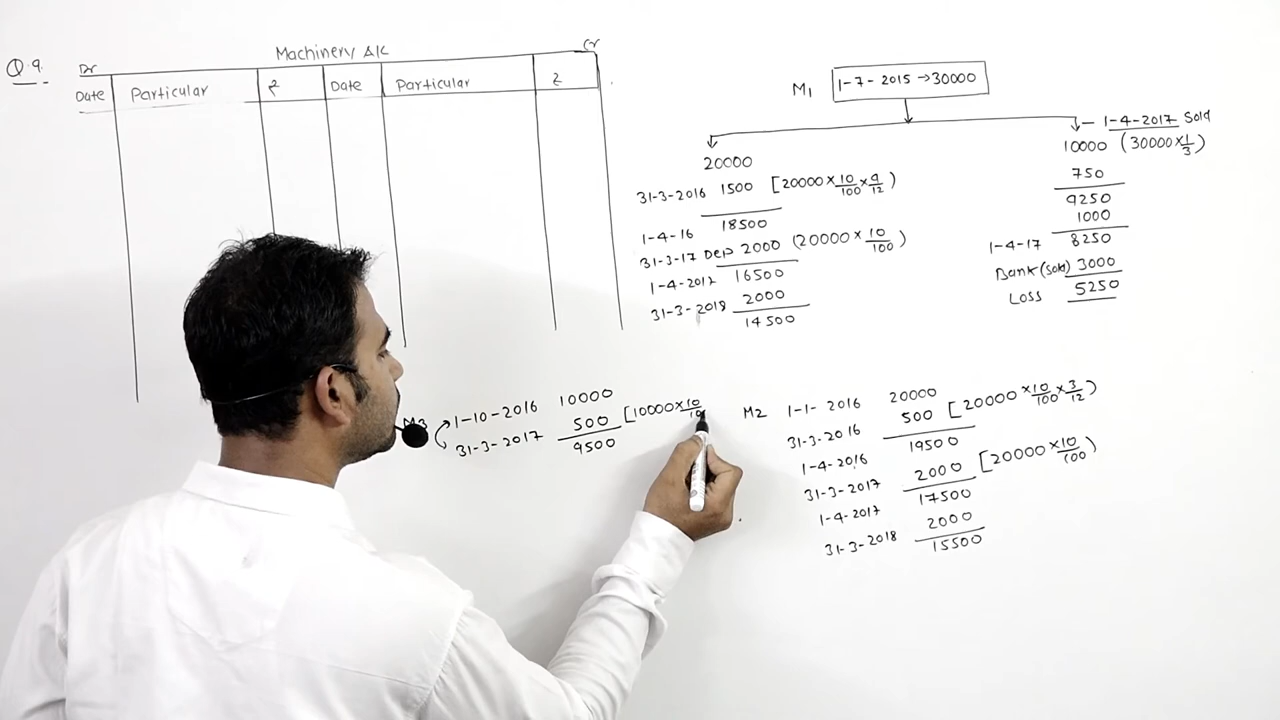 Q.9.
Machinery A/C
Dr
Cr
Date Particular ₹ Date Particular ₹
M1 1-7-2015 → 30000
1-4-2017 Sold
20000
31-3-2016 1500 [20000 × 10/100 × 9/12)
18500
1-4-16
31-3-17 Dep 2000 (20000 × 10/100)
1-4-2017 16500
31-3-2018 2000
14500
10000 (30000 × 1/3)
750
9250
1000
1-4-17 8250
Bank (sold) 3000
Loss 5250
M3 1-10-2016 10000
500 [10000 × 10/10
31-3-2017 9500
M2 1-1-2016 20000
500 [20000 × 10/100 × 3/12)
31-3-2016 19500
1-4-2016
2000 [20000 × 10/100)
31-3-2017 17500
1-4-2017
2000
31-3-2018 15500